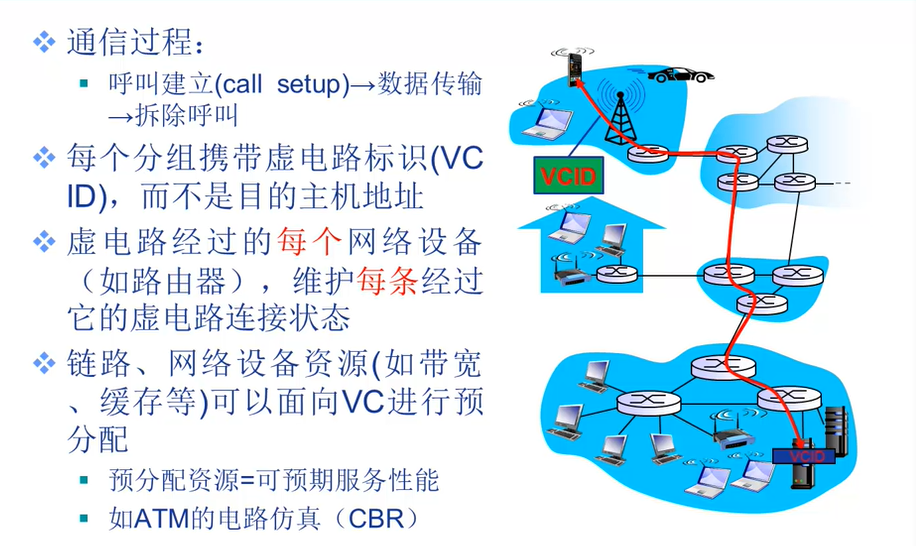 通信过程：
呼叫建立(call setup)→数据传输
→拆除呼叫
每个分组携带虚电路标识(VC
ID)，而不是目的主机地址
虚电路经过的每个网络设备
（如路由器），维护每条经过
它的虚电路连接状态
链路、网络设备资源(如带宽
、缓存等)可以面向VC进行预
分配
预分配资源=可预期服务性能
如ATM的电路仿真（CBR）
VCID
VCID